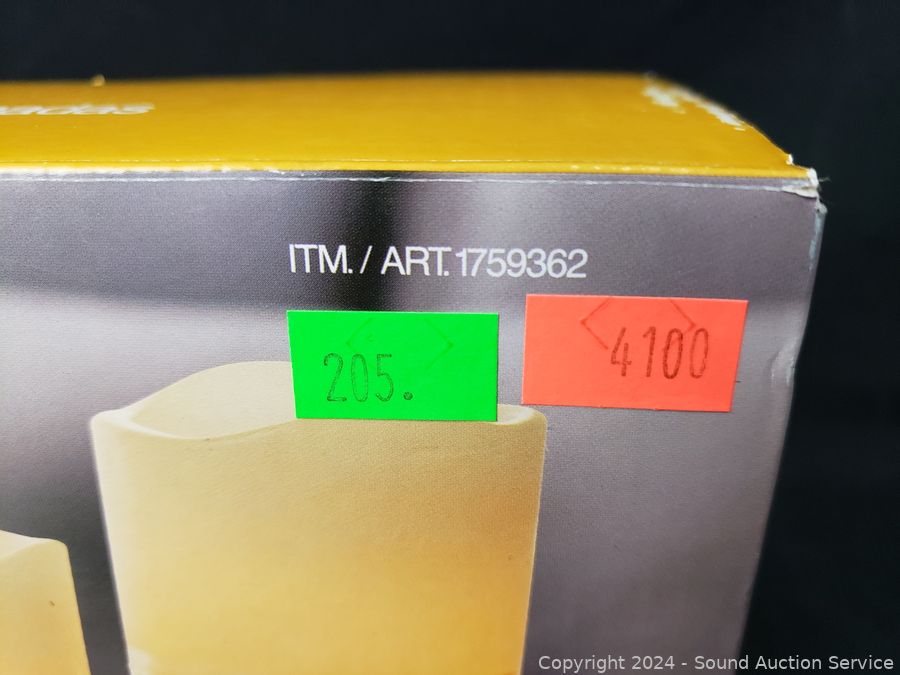 ITM. / ART. 1759362
205.
4100
Copyright 2024 - Sound Auction Service